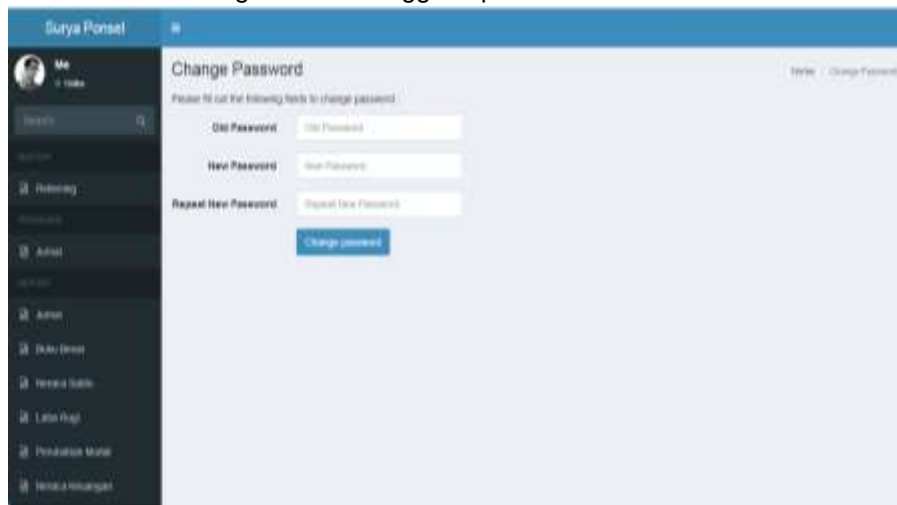 Surya Ponsel
Me
Change Password
Home / Change Password
Please fill out the following fields to change password
Search
Old Password
Old Password
New Password
New Password
Repeat New Password
Repeat New Password
Change password
Rekening
Jurnal
Jurnal
Buku Besar
Neraca Saldo
Laba Rugi
Perubahan Modal
Neraca Keuangan